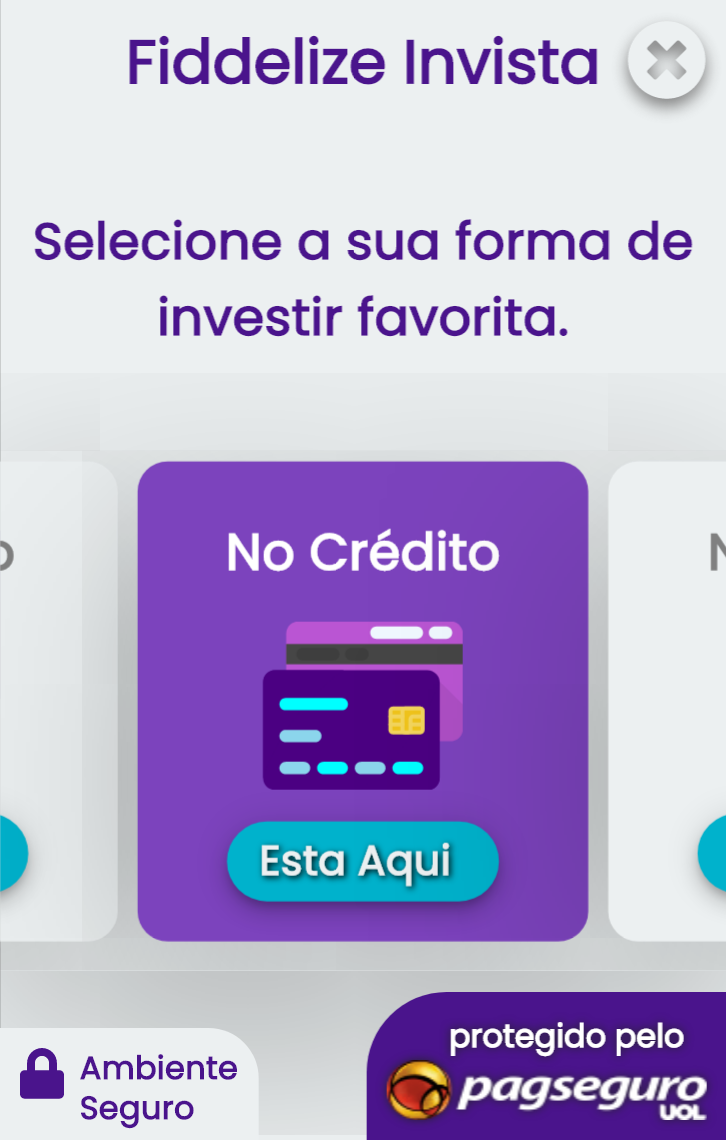 Fiddelize Invista
Selecione a sua forma de
investir favorita.
No Crédito
Esta Aqui
Ambiente
Seguro
protegido pelo
pagseguro
UOL